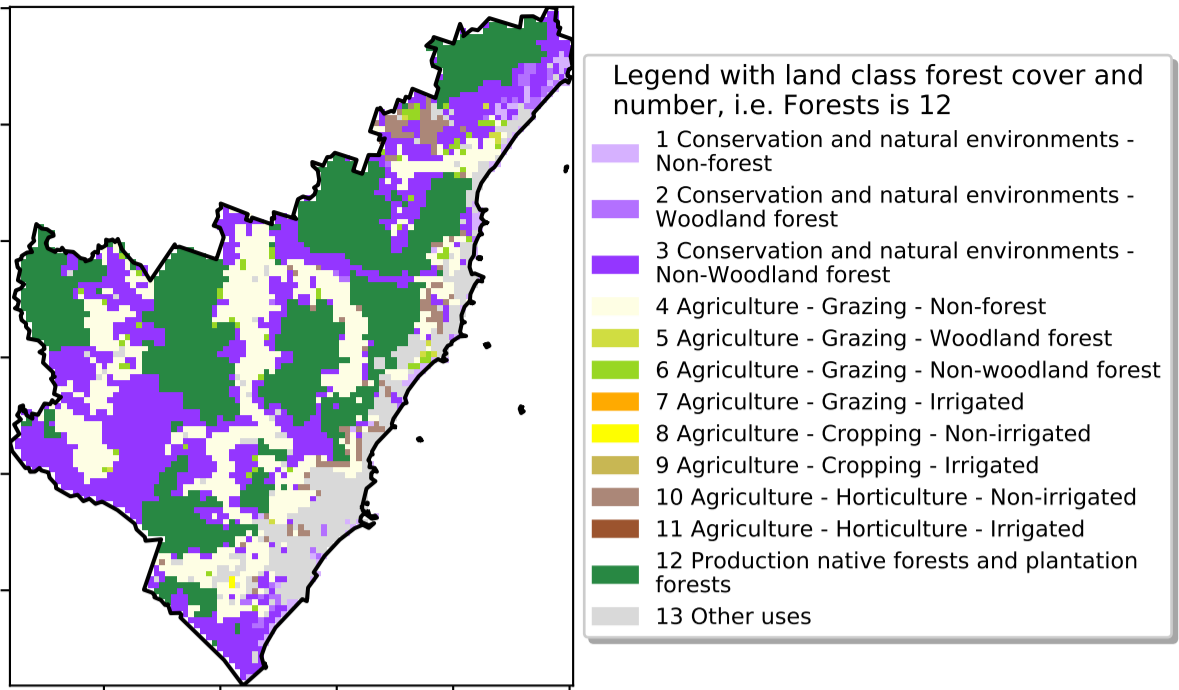 Legend with land class forest cover and
number, i.e. Forests is 12
1 Conservation and natural environments -
Non-forest
2 Conservation and natural environments -
Woodland forest
3 Conservation and natural environments -
Non-Woodland forest
4 Agriculture - Grazing - Non-forest
5 Agriculture - Grazing - Woodland forest
6 Agriculture - Grazing - Non-woodland forest
7 Agriculture - Grazing - Irrigated
8 Agriculture - Cropping - Non-irrigated
9 Agriculture - Cropping - Irrigated
10 Agriculture - Horticulture - Non-irrigated
11 Agriculture - Horticulture - Irrigated
12 Production native forests and plantation
forests
13 Other uses